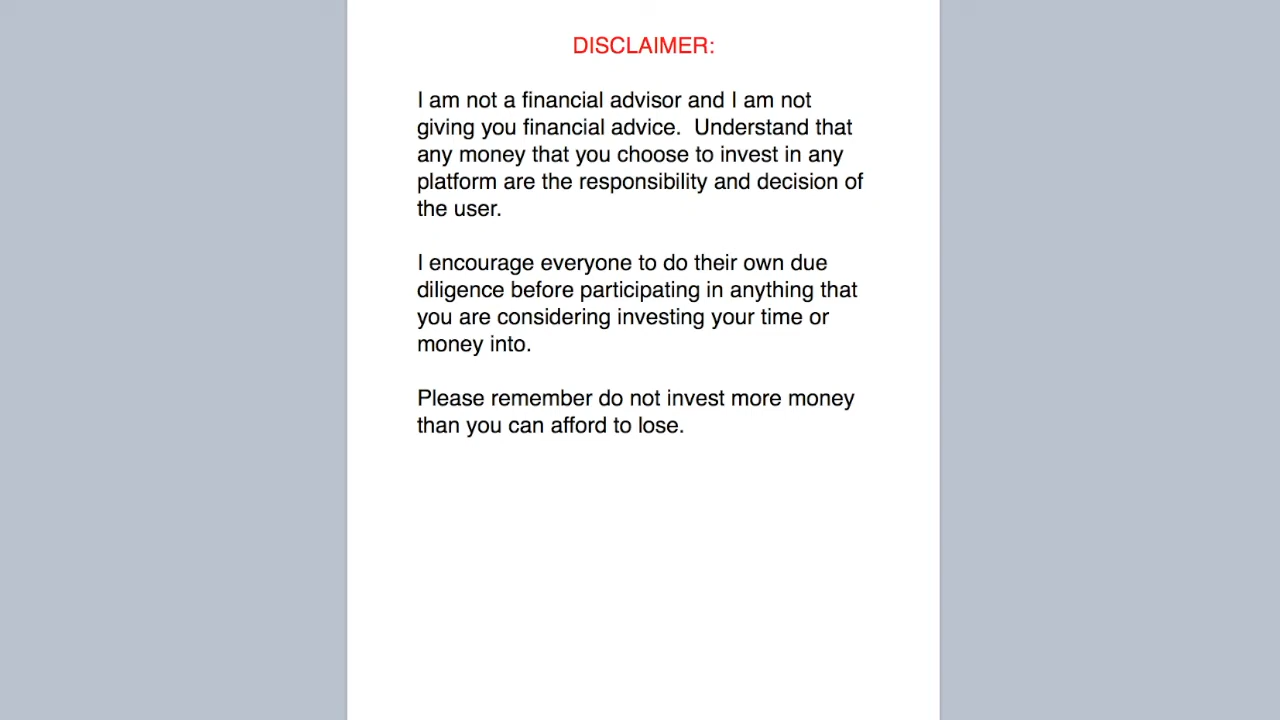 DISCLAIMER:
I am not a financial advisor and I am not
giving you financial advice.  Understand that
any money that you choose to invest in any
platform are the responsibility and decision of
the user.
I encourage everyone to do their own due
diligence before participating in anything that
you are considering investing your time or
money into.
Please remember do not invest more money
than you can afford to lose.